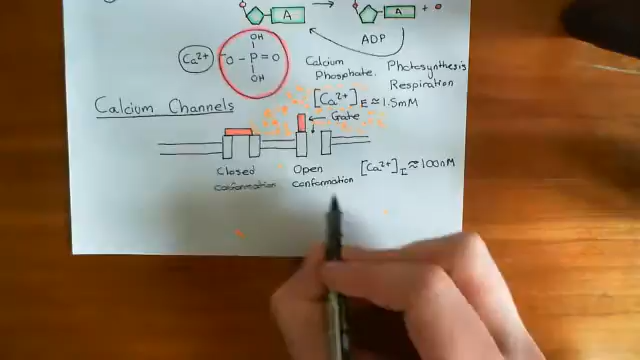 A
A
+
ADP
Ca²⁺
OH
⁻O - P = O
OH
Calcium
Phosphate.
Photosynthesis
Respiration
Calcium Channels
[Ca²⁺]E ≈ 1.5mM
Gate
Closed
conformation
Open
conformation
[Ca²⁺]I ≈ 100nM